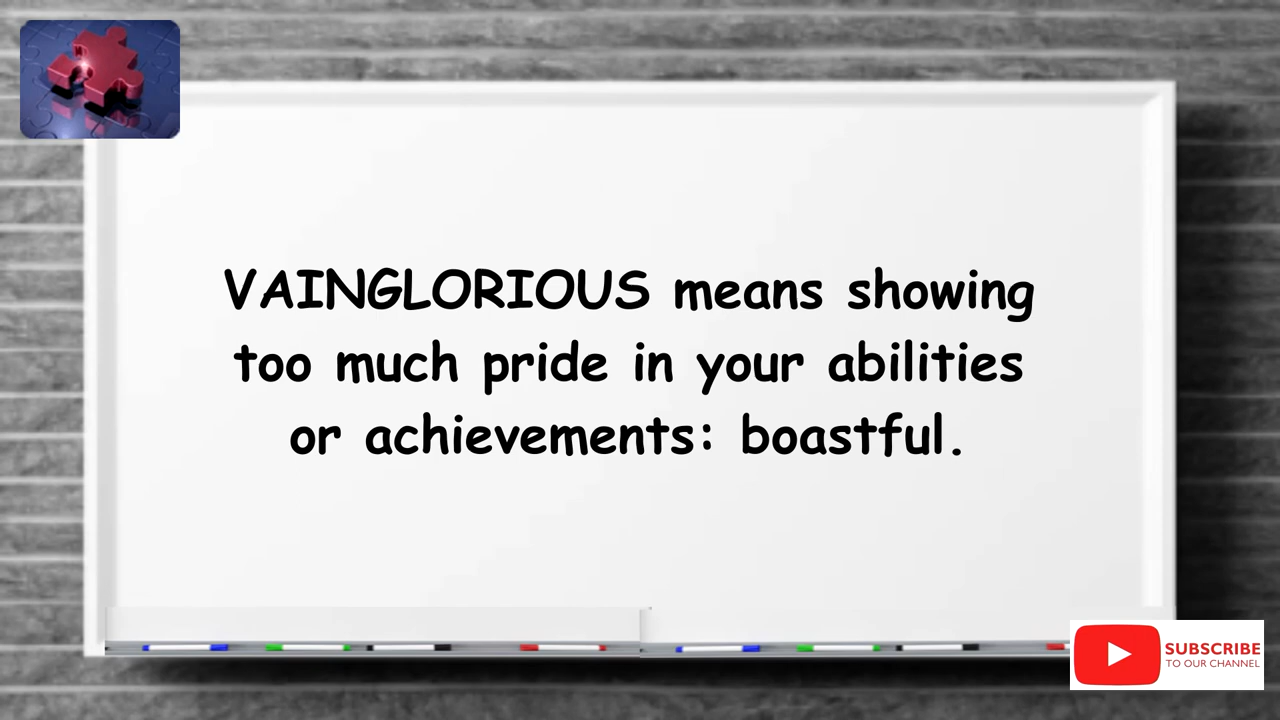 VAINGLORIOUS means showing
too much pride in your abilities
or achievements: boastful.
SUBSCRIBE
TO OUR CHANNEL